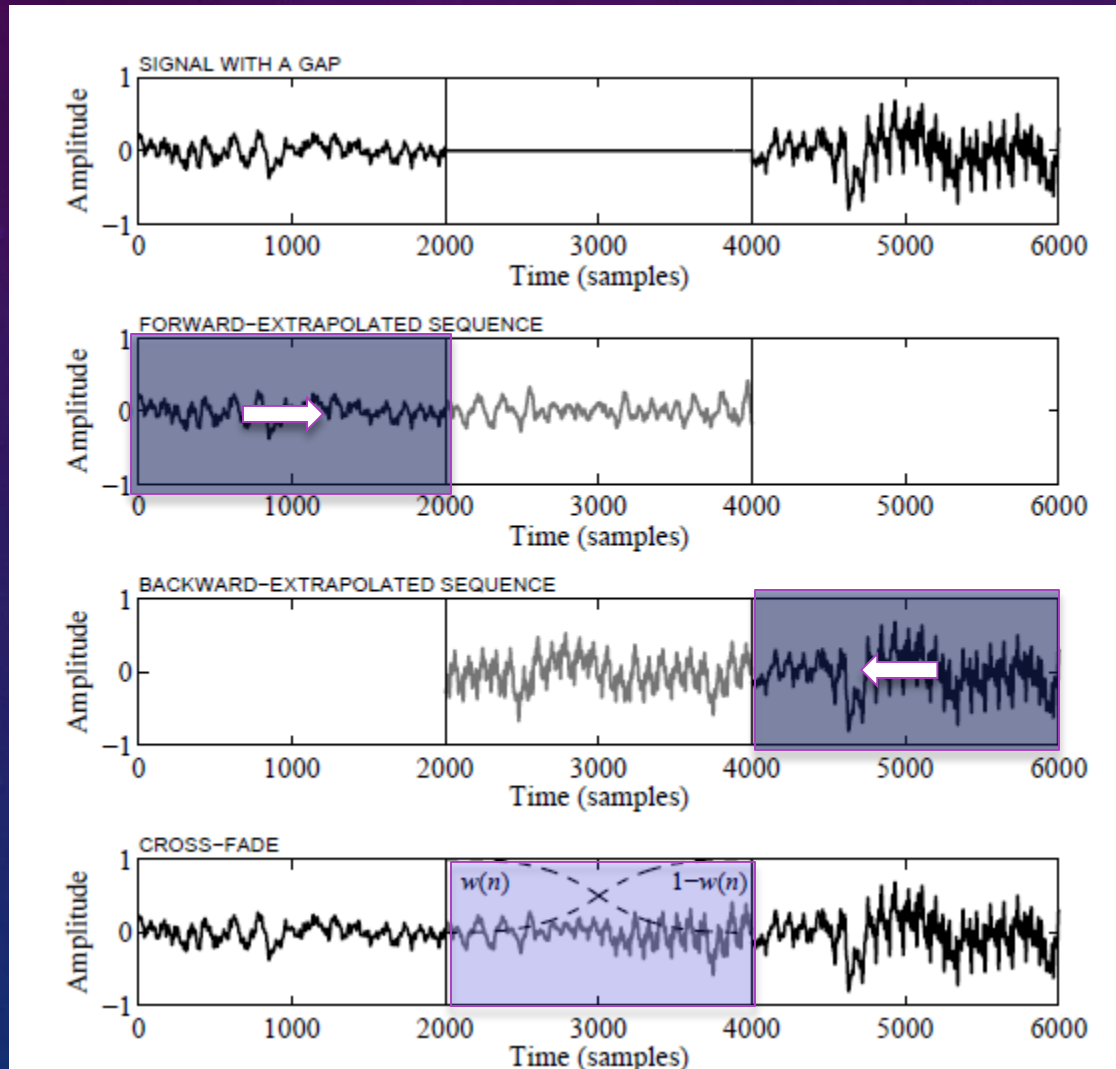 SIGNAL WITH A GAP
Amplitude
1
0
−1
0 1000 2000 3000 4000 5000 6000
Time (samples)
FORWARD−EXTRAPOLATED SEQUENCE
Amplitude
1
0
−1
0 1000 2000 3000 4000 5000 6000
Time (samples)
BACKWARD−EXTRAPOLATED SEQUENCE
Amplitude
1
0
−1
0 1000 2000 3000 4000 5000 6000
Time (samples)
CROSS−FADE
Amplitude
1
w(n) 1−w(n)
0
−1
0 1000 2000 3000 4000 5000 6000
Time (samples)